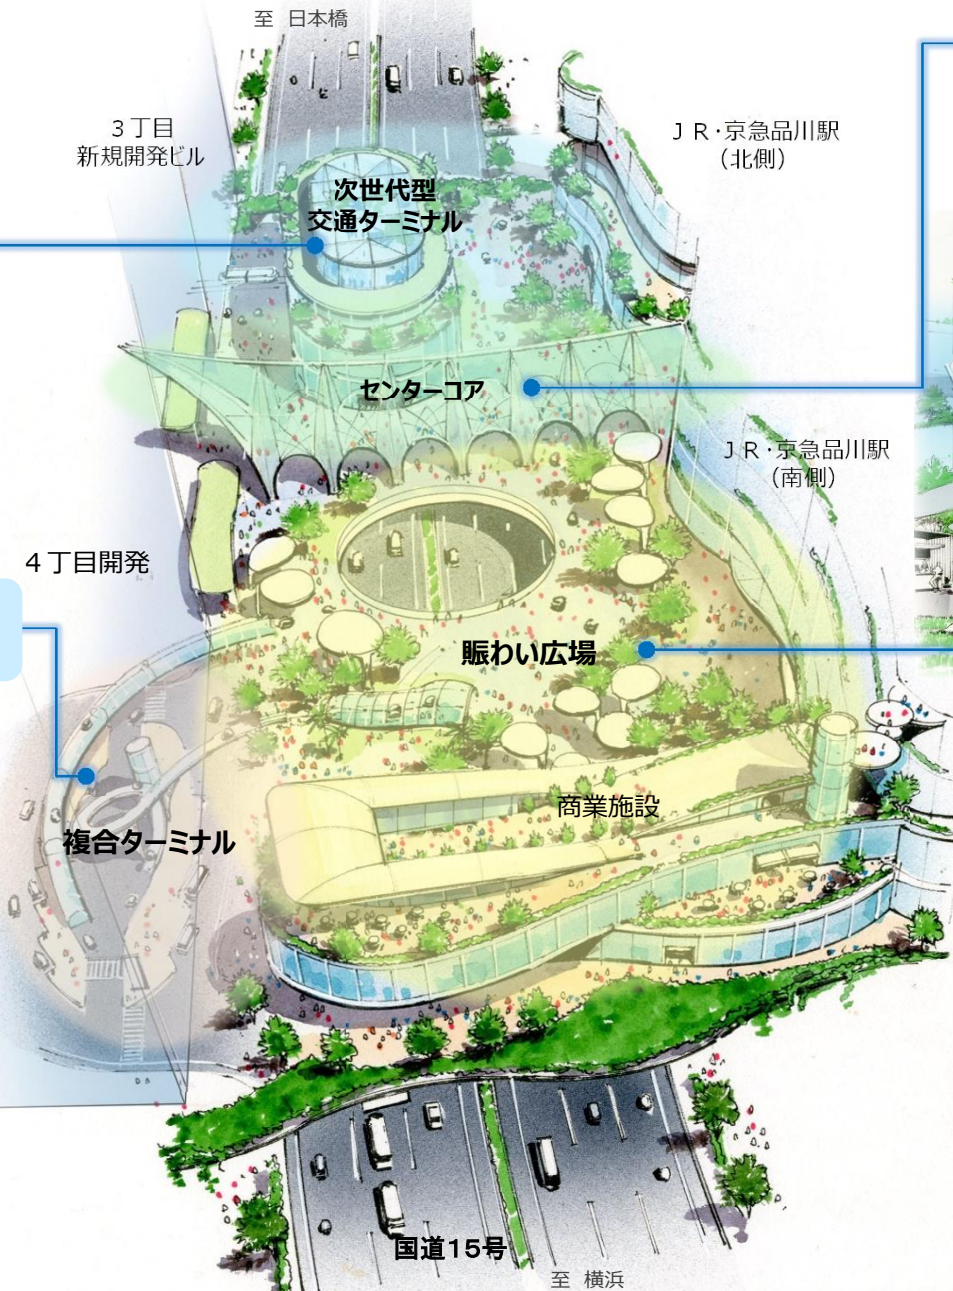 至 日本橋
3丁目
新規開発ビル
JR・京急品川駅
(北側)
次世代型
交通ターミナル
センターコア
JR・京急品川駅
(南側)
4丁目開発
賑わい広場
商業施設
複合ターミナル
国道15号
至 横浜